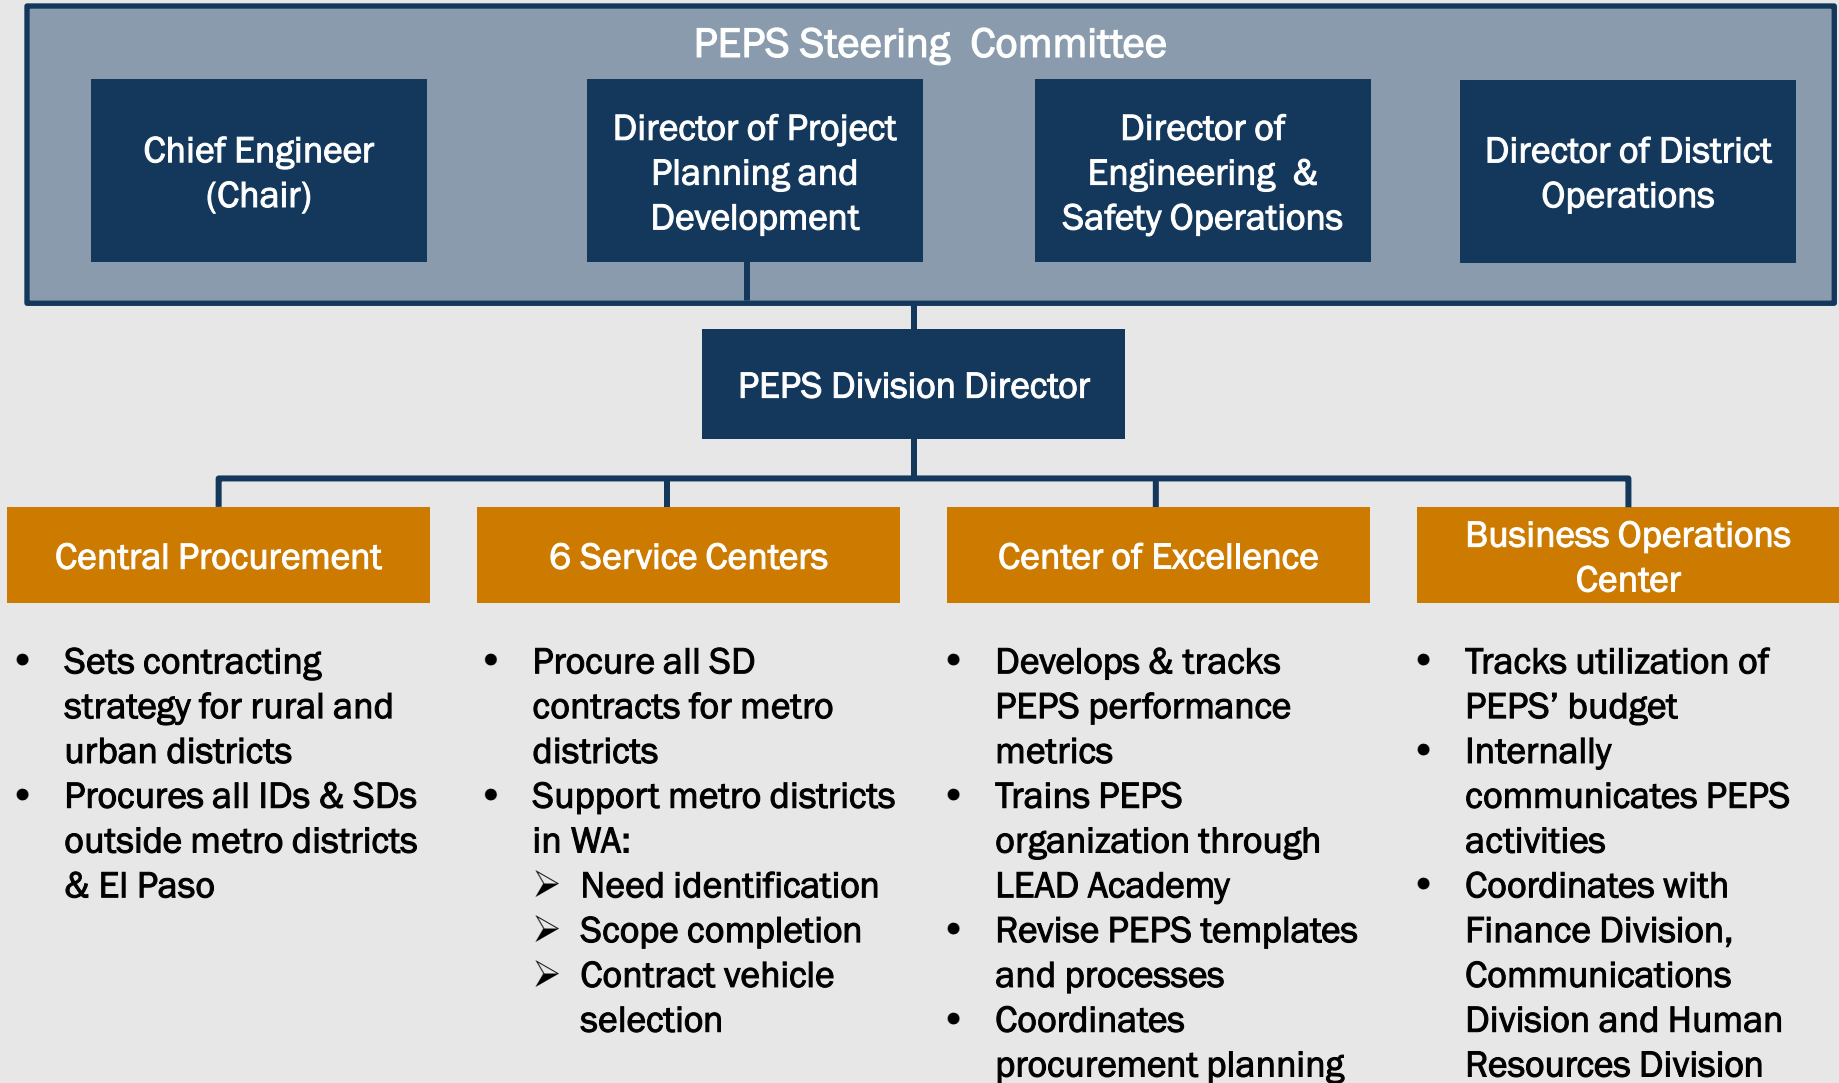 PEPS Steering Committee
Chief Engineer
(Chair)
Director of Project
Planning and
Development
Director of
Engineering &
Safety Operations
Director of District
Operations
PEPS Division Director
Central Procurement
• Sets contracting
strategy for rural and
urban districts
• Procures all IDs & SDs
outside metro districts
& El Paso
6 Service Centers
• Procure all SD
contracts for metro
districts
• Support metro districts
in WA:
➢ Need identification
➢ Scope completion
➢ Contract vehicle
selection
Center of Excellence
• Develops & tracks
PEPS performance
metrics
• Trains PEPS
organization through
LEAD Academy
• Revise PEPS templates
and processes
• Coordinates
procurement planning
Business Operations
Center
• Tracks utilization of
PEPS’ budget
• Internally
communicates PEPS
activities
• Coordinates with
Finance Division,
Communications
Division and Human
Resources Division